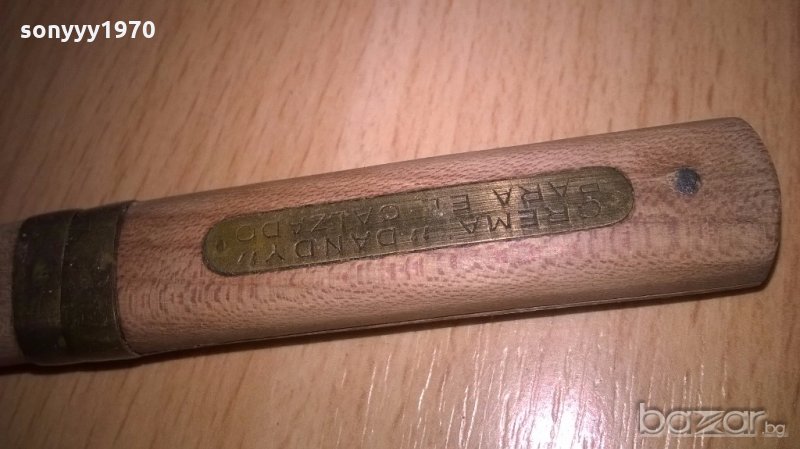 sonyyy1970
CREMA "DANDY"
PARA EL CALZADO
bazar.bg